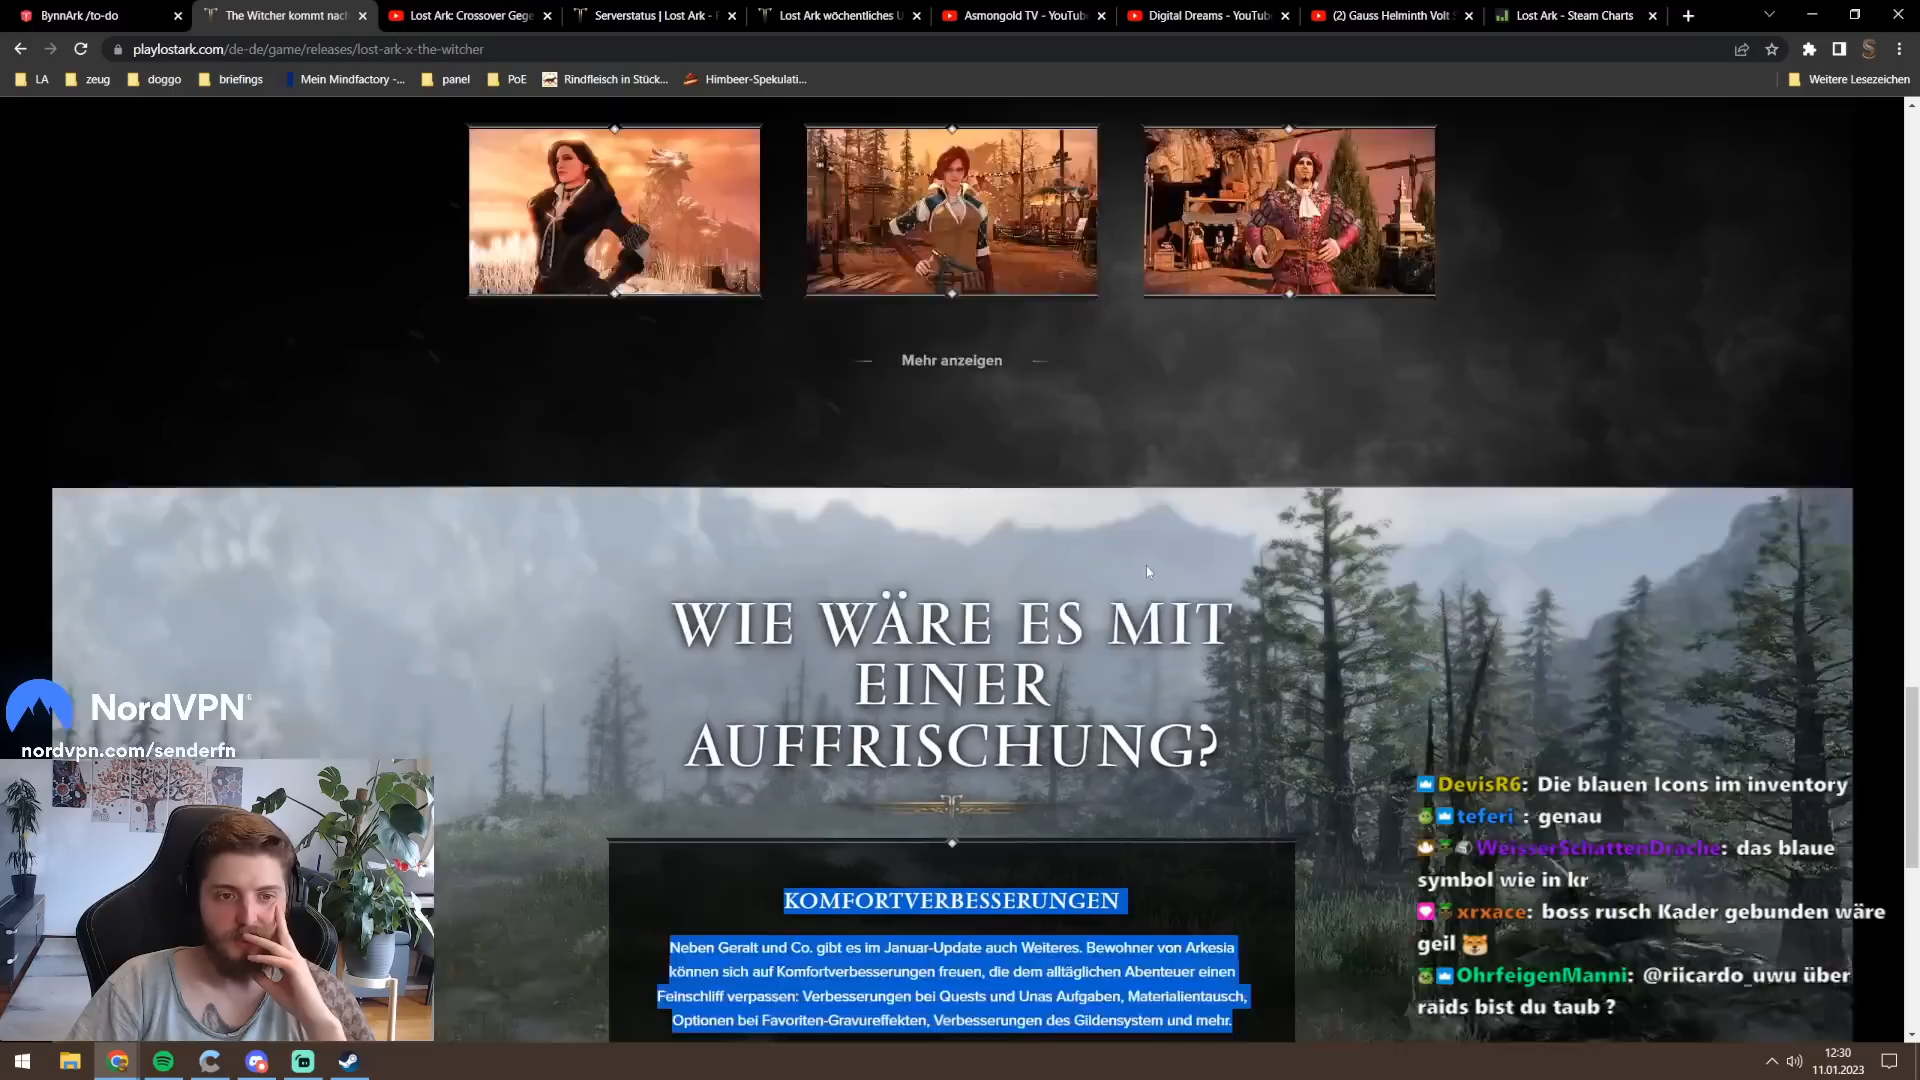 BynnArk /to-do
The Witcher kommt nach
Lost Ark: Crossover Gege
Serverstatus | Lost Ark - F
Lost Ark wöchentliches U
Asmongold TV - YouTube
Digital Dreams - YouTube
(2) Gauss Helminth Volt
Lost Ark - Steam Charts
playlostark.com/de-de/game/releases/lost-ark-x-the-witcher
LA
zeug
doggo
briefings
Mein Mindfactory -...
panel
PoE
Rindfleisch in Stück...
Himbeer-Spekulati...
Weitere Lesezeichen
Mehr anzeigen
WIE WÄRE ES MIT
EINER
AUFFRISCHUNG?
NordVPN®
nordvpn.com/senderfn
KOMFORTVERBESSERUNGEN
Neben Geralt und Co. gibt es im Januar-Update auch Weiteres. Bewohner von Arkesia
können sich auf Komfortverbesserungen freuen, die dem alltäglichen Abenteuer einen
Feinschliff verpassen: Verbesserungen bei Quests und Unas Aufgaben, Materialientausch,
Optionen bei Favoriten-Gravureffekten, Verbesserungen des Gildensystem und mehr.
DevisR6: Die blauen Icons im inventory
teferi : genau
WeisserSchattenDrache: das blaue
symbol wie in kr
xrxace: boss rusch Kader gebunden wäre
geil
OhrfeigenManni: @riicardo_uwu über
raids bist du taub ?
12:30
11.01.2023